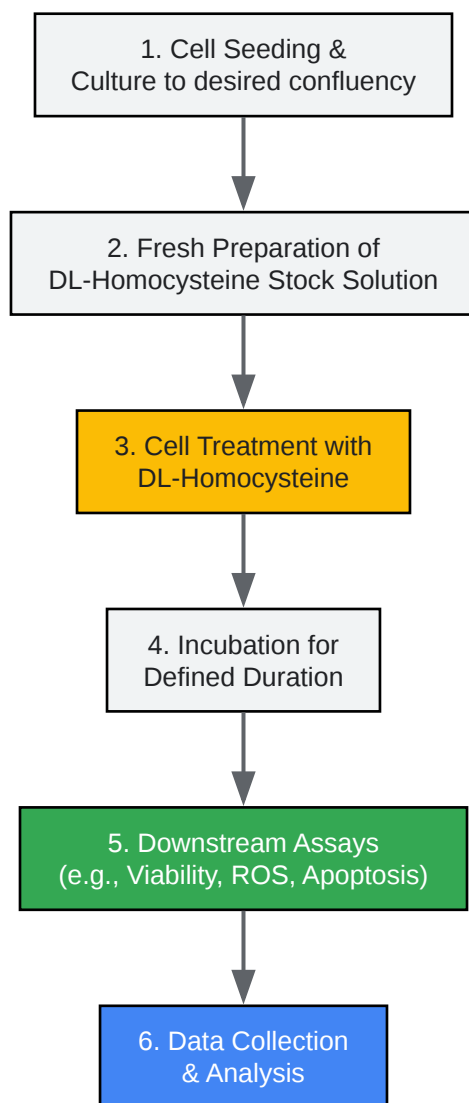 1. Cell Seeding &
Culture to desired confluency
2. Fresh Preparation of
DL-Homocysteine Stock Solution
3. Cell Treatment with
DL-Homocysteine
4. Incubation for
Defined Duration
5. Downstream Assays
(e.g., Viability, ROS, Apoptosis)
6. Data Collection
& Analysis